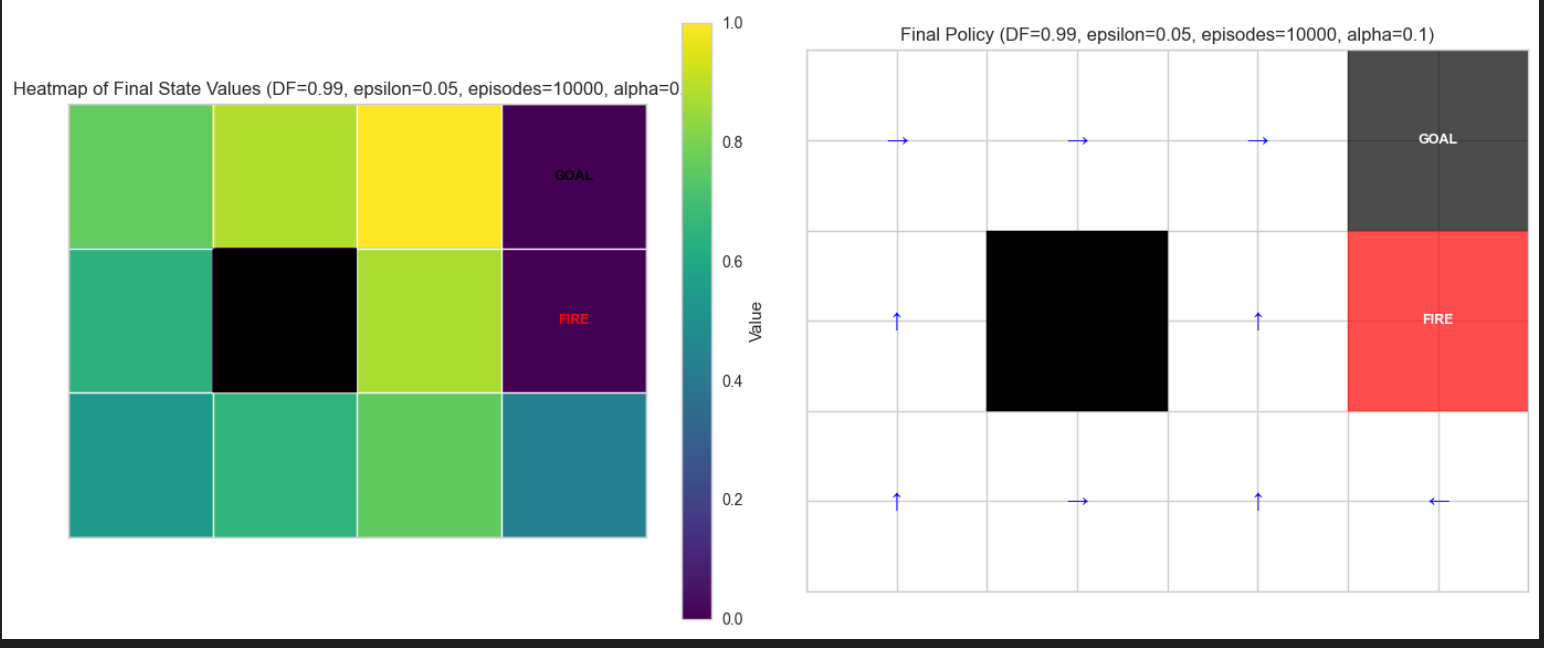 Heatmap of Final State Values (DF=0.99, epsilon=0.05, episodes=10000, alpha=0.
GOAL
FIRE
1.0
0.8
0.6
0.4
0.2
0.0
Value
Final Policy (DF=0.99, epsilon=0.05, episodes=10000, alpha=0.1)
→ → → GOAL
↑ ↑ FIRE
↑ → ↑ ←